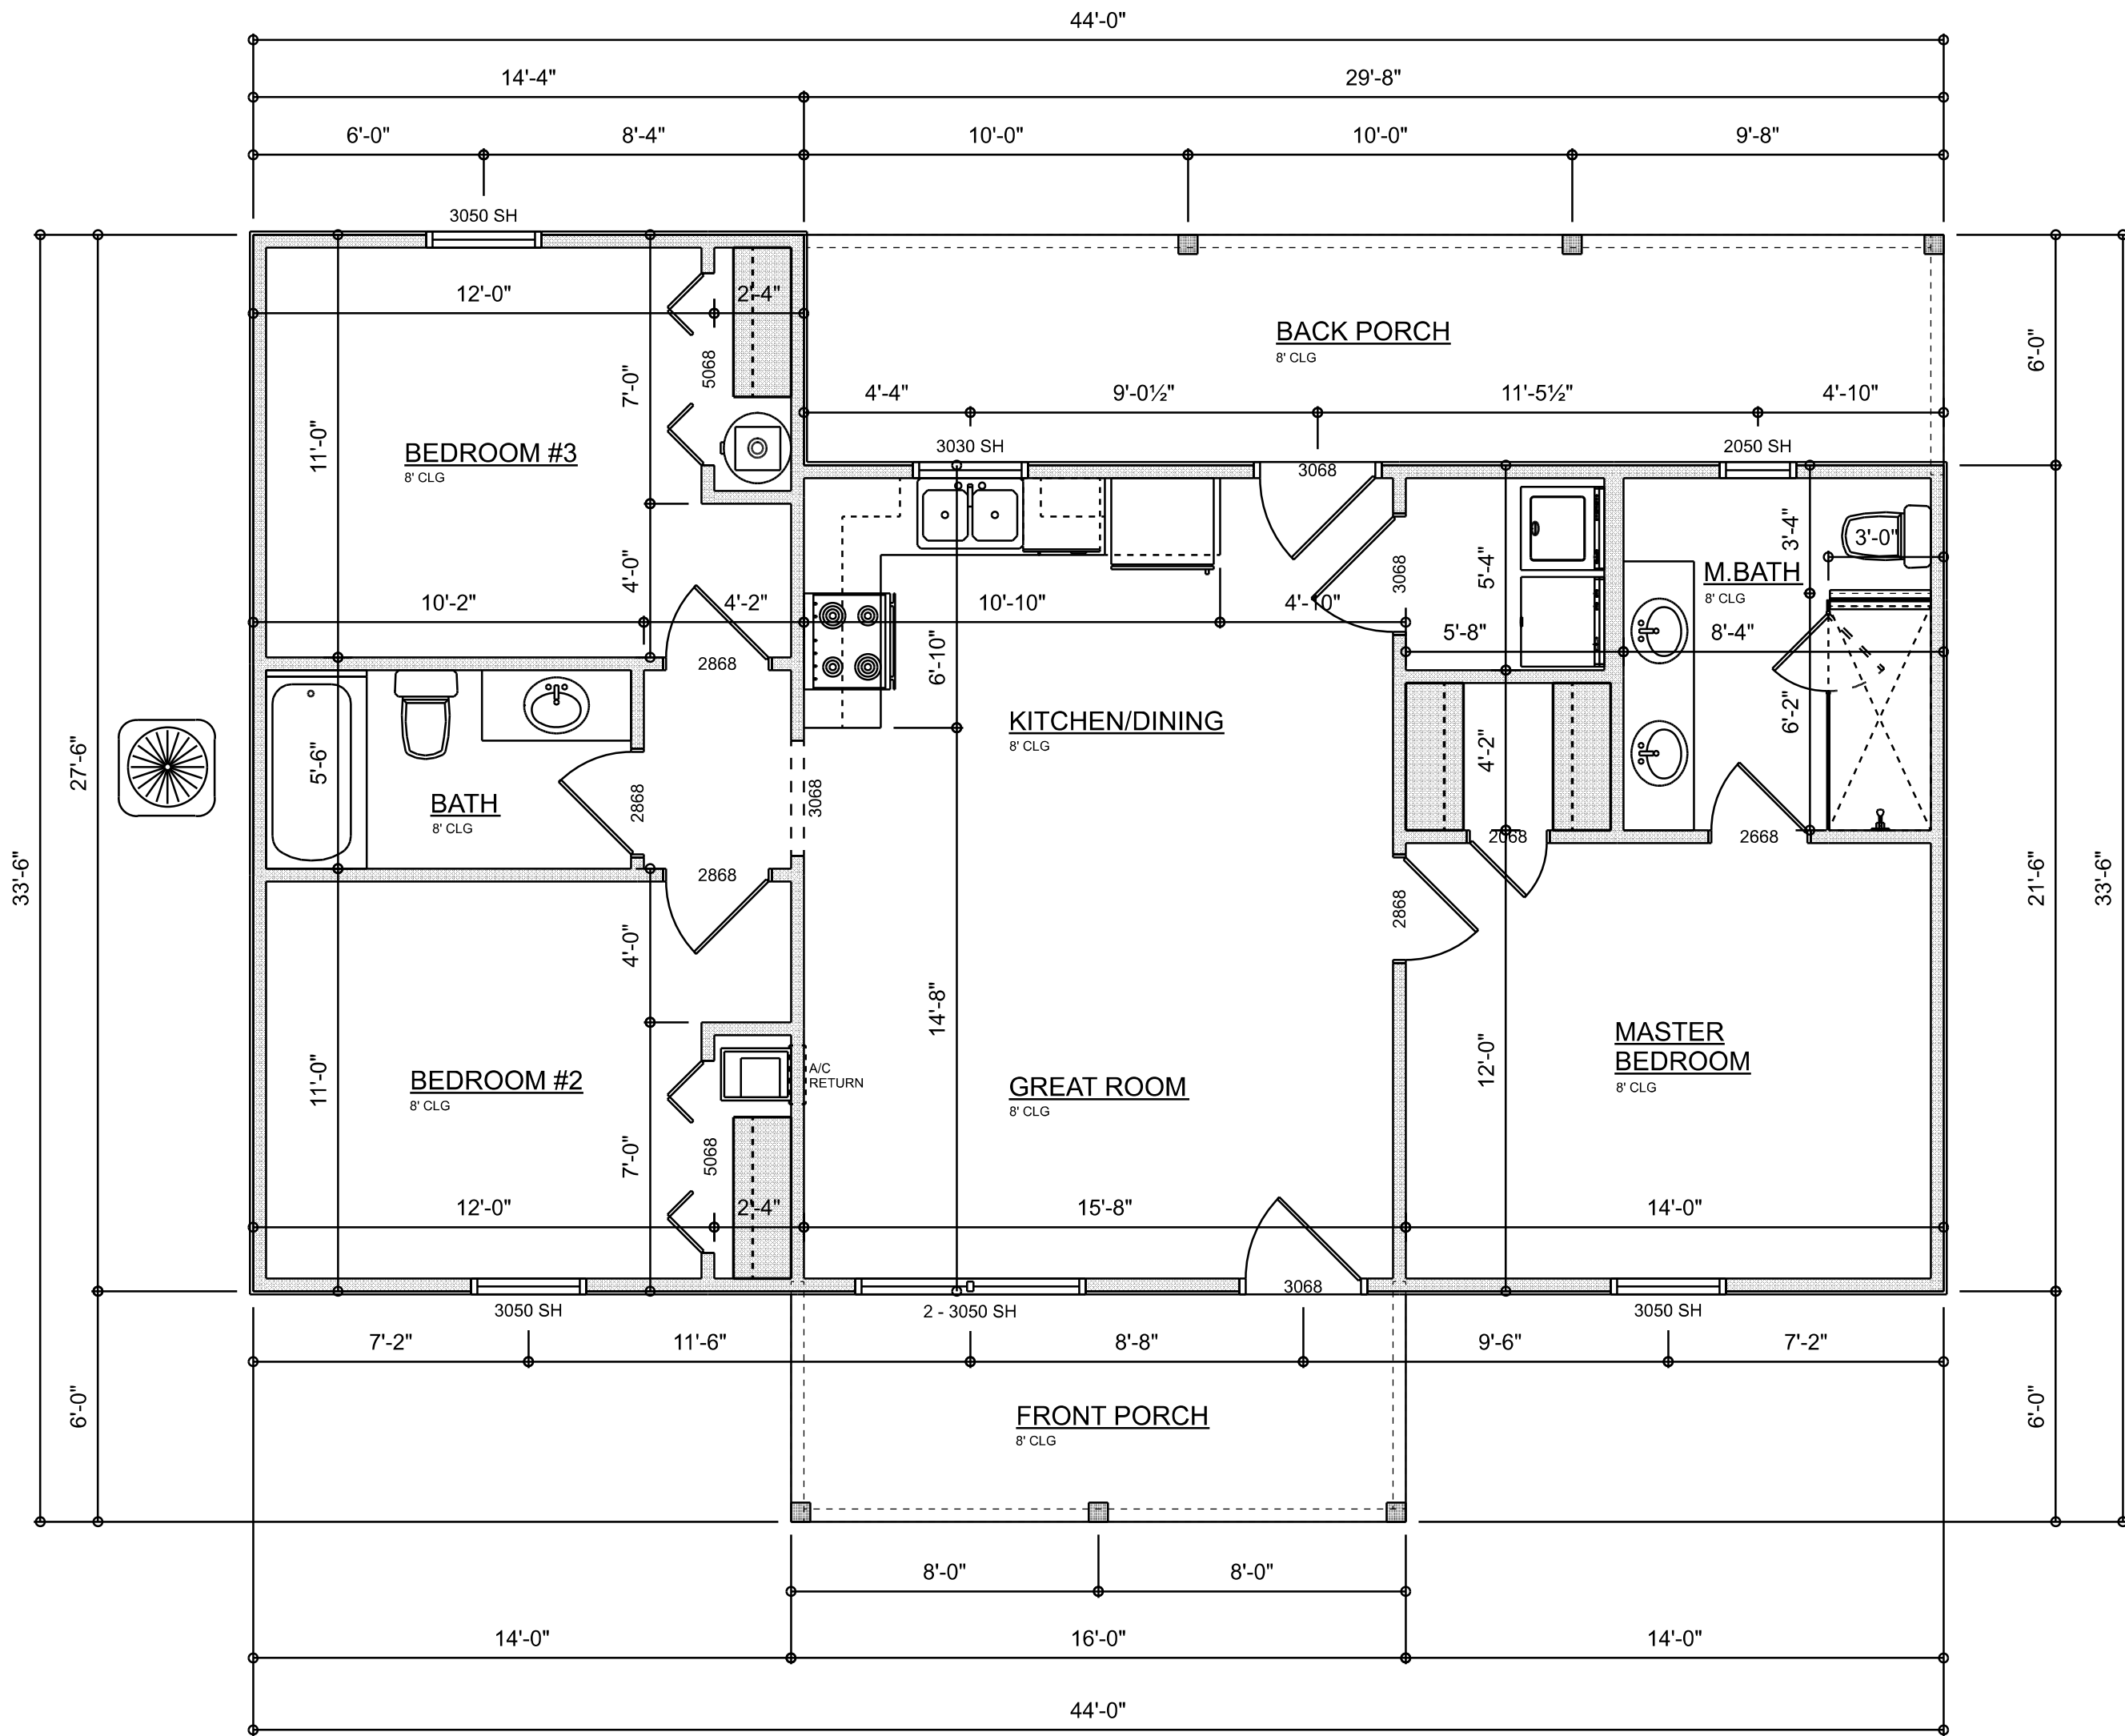 44'-0"
14'-4" 29'-8"
6'-0" 8'-4" 10'-0" 10'-0" 9'-8"
3050 SH
12'-0" 2'-4"
BACK PORCH
8' CLG
6'-0"
5068
7'-0"
4'-4" 9'-0½" 11'-5½" 4'-10"
11'-0"
BEDROOM #3
8' CLG
3030 SH
3068
2050 SH
3'-4"
3'-0"
4'-0"
5'-4"
3068
M.BATH
8' CLG
10'-2" 4'-2" 10'-10" 4'-10"
5'-8" 8'-4"
2868
6'-10"
6'-2"
KITCHEN/DINING
8' CLG
4'-2"
27'-6"
5'-6"
BATH
8' CLG
2868
3068
2068
2668
33'-6"
2868
2868
21'-6"
33'-6"
4'-0"
14'-8"
12'-0"
MASTER
BEDROOM
8' CLG
11'-0"
BEDROOM #2
8' CLG
A/C
RETURN
GREAT ROOM
8' CLG
7'-0"
5068
12'-0" 2'-4" 15'-8" 14'-0"
3068
3050 SH
2 - 3050 SH
3050 SH
7'-2" 11'-6" 8'-8" 9'-6" 7'-2"
6'-0"
FRONT PORCH
8' CLG
6'-0"
8'-0" 8'-0"
14'-0" 16'-0" 14'-0"
44'-0"